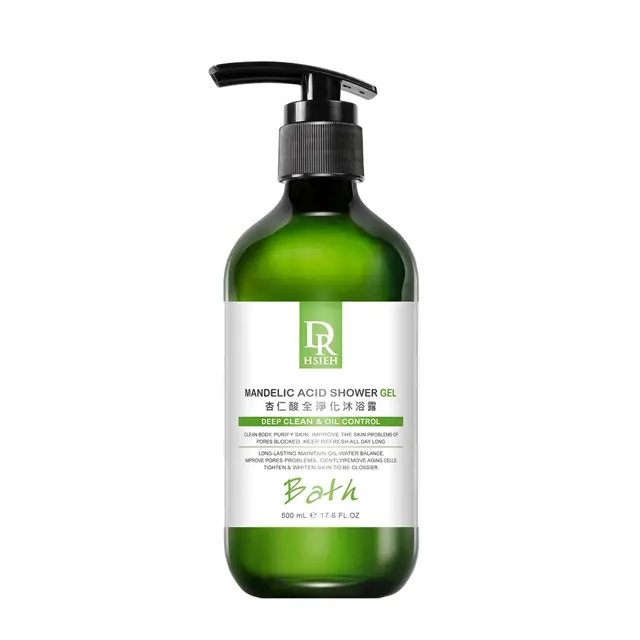 DR
HSIEH
MANDELIC ACID SHOWER GEL
杏仁酸全淨化沐浴露
DEEP CLEAN & OIL CONTROL
CLEAN BODY, PURIFY SKIN, IMPROVE THE SKIN PROBLEMS OF
PORES BLOCKED, KEEP REFRESH ALL DAY LONG.
LONG-LASTING MAINTAIN OIL-WATER BALANCE,
IMPROVE PORES PROBLEMS, GENTLYREMOVE AGING CELLS,
TIGHTEN & WHITEN SKIN TO BE GLOSSIER.
Bath
500 mL ℮ 17.6 FL.OZ